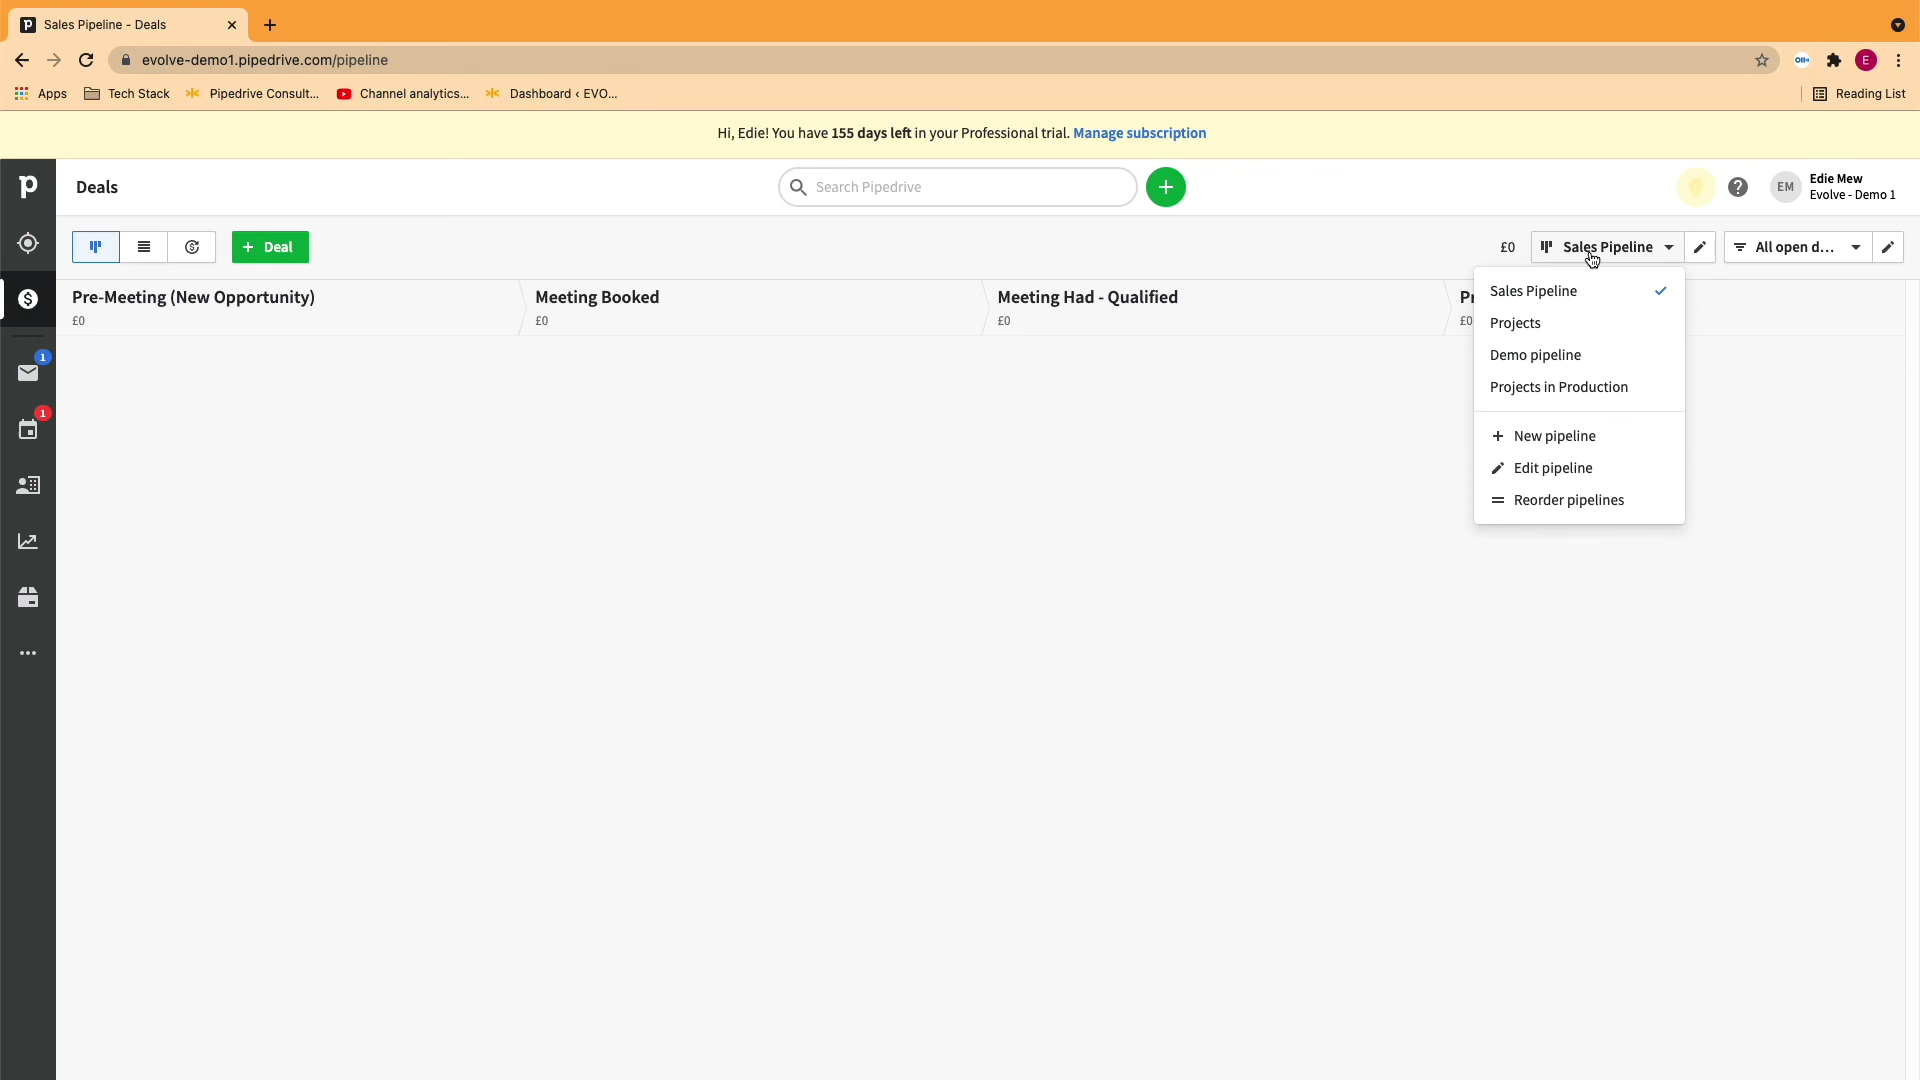 Sales Pipeline - Deals
evolve-demo1.pipedrive.com/pipeline
E
Apps
Tech Stack
Pipedrive Consult...
Channel analytics...
Dashboard ‹ EVO...
Reading List
Hi, Edie! You have 155 days left in your Professional trial. Manage subscription
Deals
Search Pipedrive
EM
Edie Mew
Evolve - Demo 1
+ Deal
£0
Sales Pipeline
All open d...
Pre-Meeting (New Opportunity)
£0
Meeting Booked
£0
Meeting Had - Qualified
£0
£0
Sales Pipeline
Projects
Demo pipeline
Projects in Production
+ New pipeline
Edit pipeline
Reorder pipelines
1
1